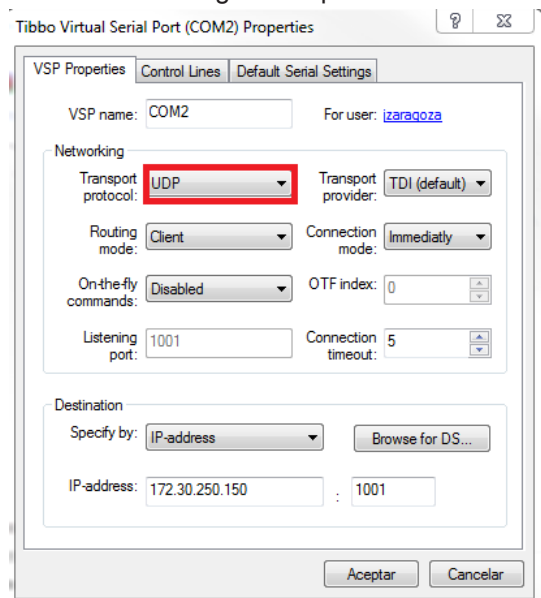 Tibbo Virtual Serial Port (COM2) Properties
VSP Properties Control Lines Default Serial Settings
VSP name: COM2 For user: izaragoza
Networking
Transport protocol: UDP Transport provider: TDI (default)
Routing mode: Client Connection mode: Immediatly
On-the-fly commands: Disabled OTF index: 0
Listening port: 1001 Connection timeout: 5
Destination
Specify by: IP-address Browse for DS...
IP-address: 172.30.250.150 : 1001
Aceptar Cancelar